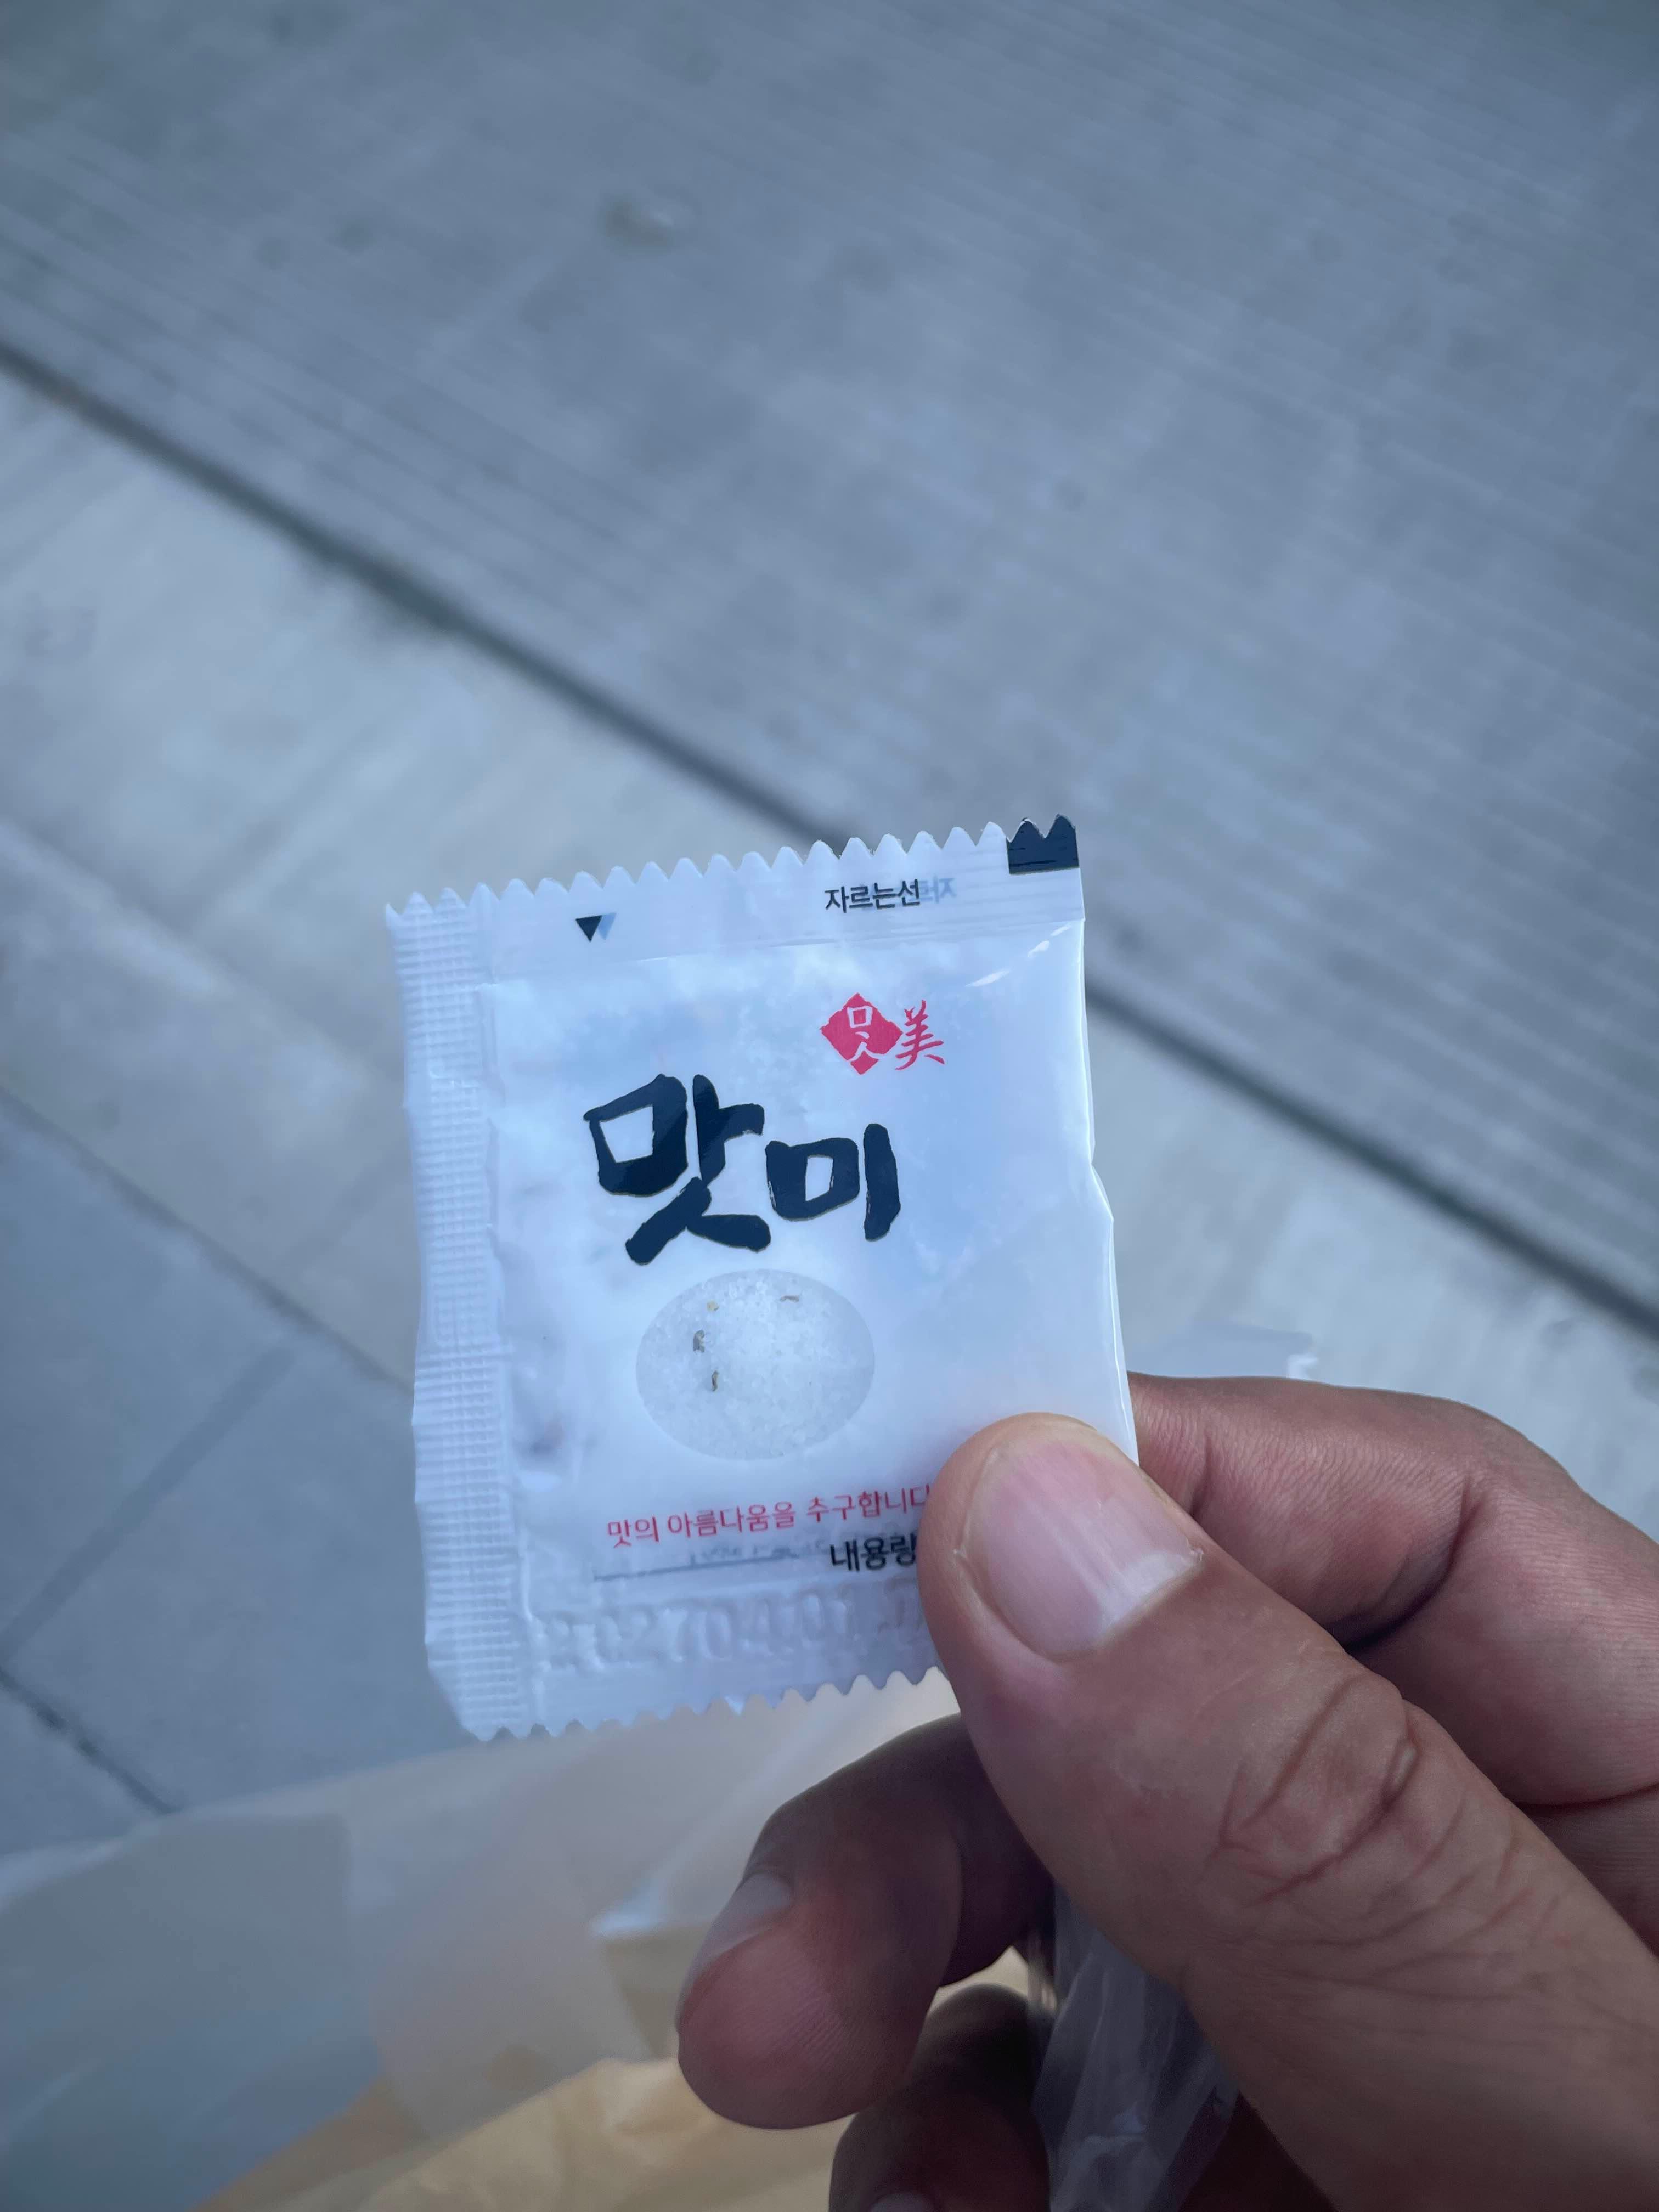 자르는선
맛美
맛미
맛의 아름다움을 추구합니다
내용량